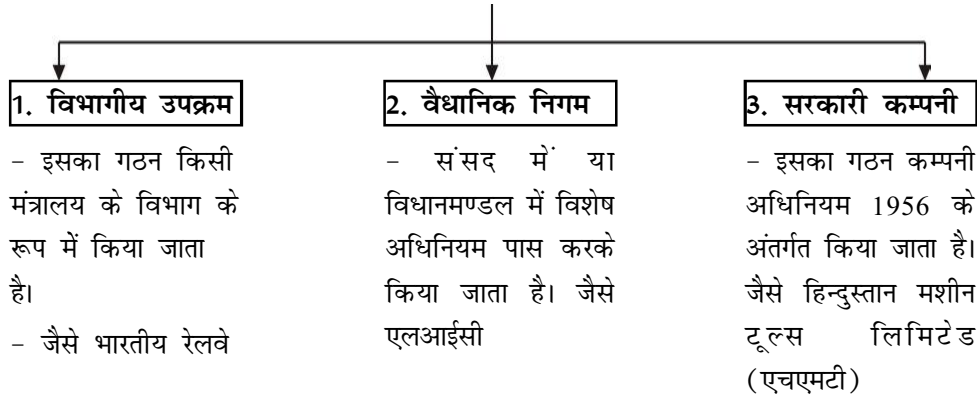 1. विभागीय उपक्रम
– इसका गठन किसी
मंत्रालय के विभाग के
रूप में किया जाता
है।
– जैसे भारतीय रेलवे
2. वैधानिक निगम
– संसद में या
विधानमण्डल में विशेष
अधिनियम पास करके
किया जाता है। जैसे
एलआईसी
3. सरकारी कम्पनी
– इसका गठन कम्पनी
अधिनियम 1956 के
अंतर्गत किया जाता है।
जैसे हिन्दुस्तान मशीन
टूल्स लिमिटेड
(एचएमटी)